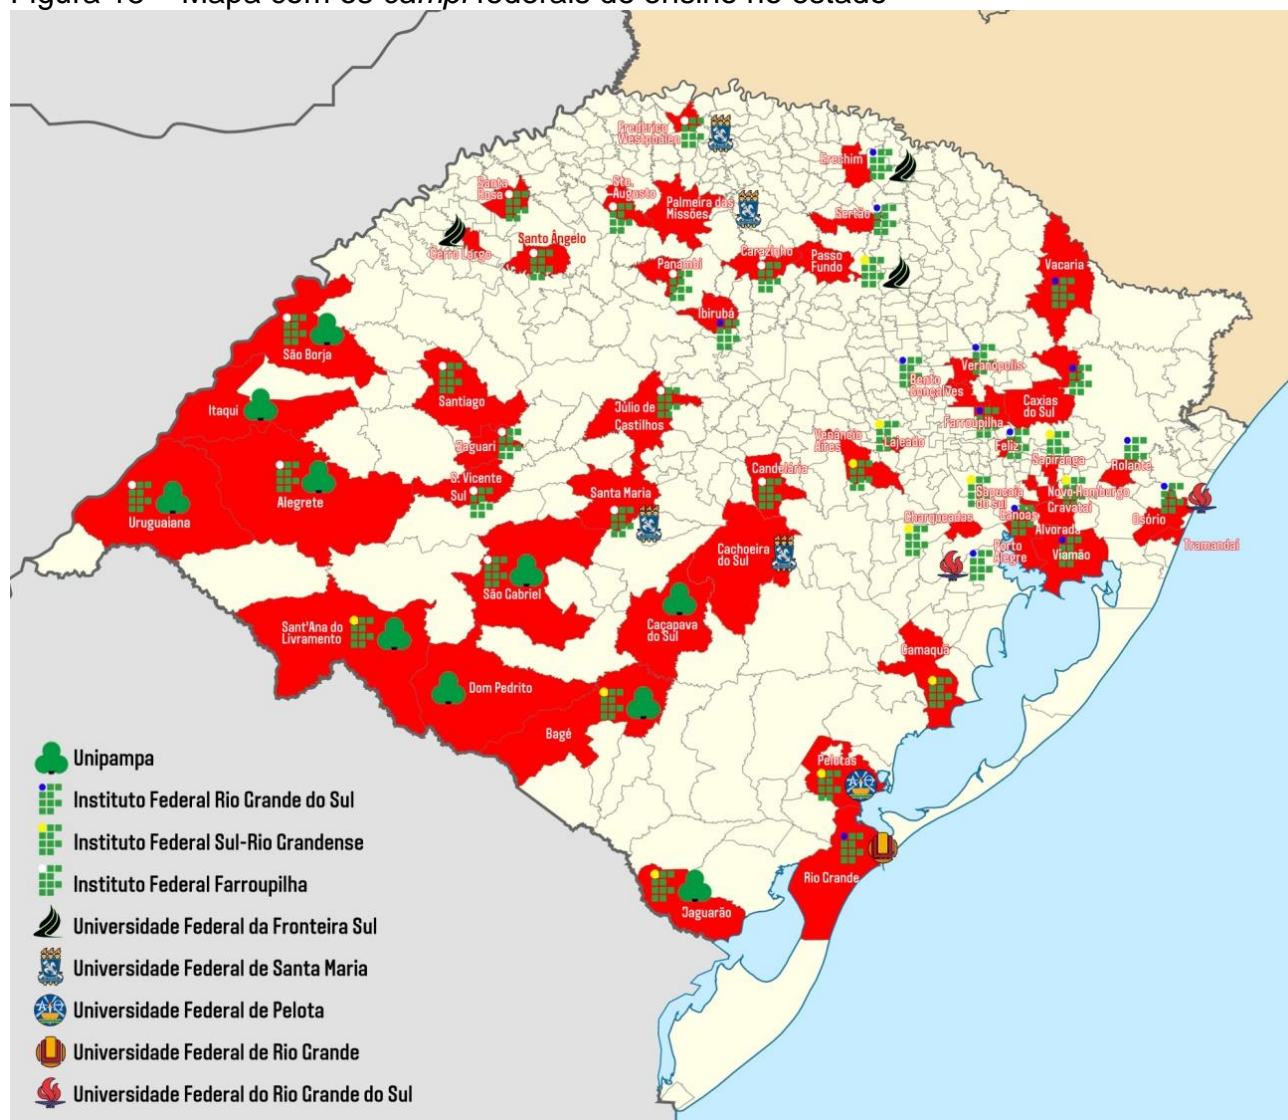 Figura 18 – Mapa com os campi federais de ensino no estado
Frederico
Westphalen
Erechim
Santa
Rosa
Sto.
Augusto
Palmeira das
Missões
Sertão
Cerro Largo
Santo Ângelo
Panambi
Carazinho
Passo
Fundo
Vacaria
Ibirubá
São Borja
Veranópolis
Bento
Gonçalves
Santiago
Caxias
do Sul
Itaqui
Júlio de
Castilhos
Farroupilha
Jaguari
Venâncio
Aires
Lajeado
Feliz
Sapiranga
Rolante
Candelária
S. Vicente
Sul
Alegrete
Santa Maria
Sapucaia
do sul
Novo Hamburgo
Gravataí
Uruguaiana
Charqueadas
Canoas
Osório
Alvorada
Cachoeira
do Sul
Porto
Alegre
Viamão
Tramandaí
São Gabriel
Sant'Ana do
Livramento
Caçapava
do Sul
Camaquã
Dom Pedrito
Bagé
Pelotas
Rio Grande
Jaguarão
Unipampa
Instituto Federal Rio Grande do Sul
Instituto Federal Sul-Rio Grandense
Instituto Federal Farroupilha
Universidade Federal da Fronteira Sul
Universidade Federal de Santa Maria
Universidade Federal de Pelota
Universidade Federal de Rio Grande
Universidade Federal do Rio Grande do Sul